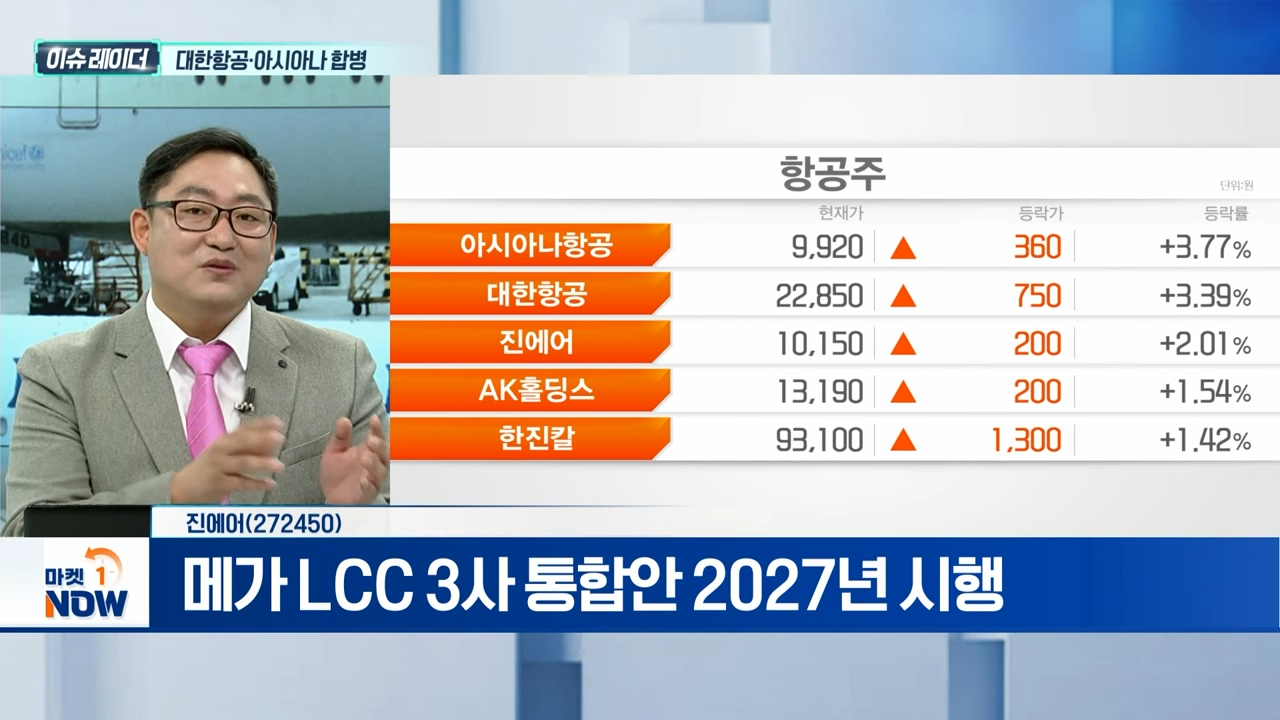 이슈 레이더 대한항공·아시아나 합병
unicef
항공주
단위:원
현재가 등락가 등락률
아시아나항공 9,920 ▲ 360 +3.77%
대한항공 22,850 ▲ 750 +3.39%
진에어 10,150 ▲ 200 +2.01%
AK홀딩스 13,190 ▲ 200 +1.54%
한진칼 93,100 ▲ 1,300 +1.42%
진에어(272450)
마켓 1
NOW
메가 LCC 3사 통합안 2027년 시행